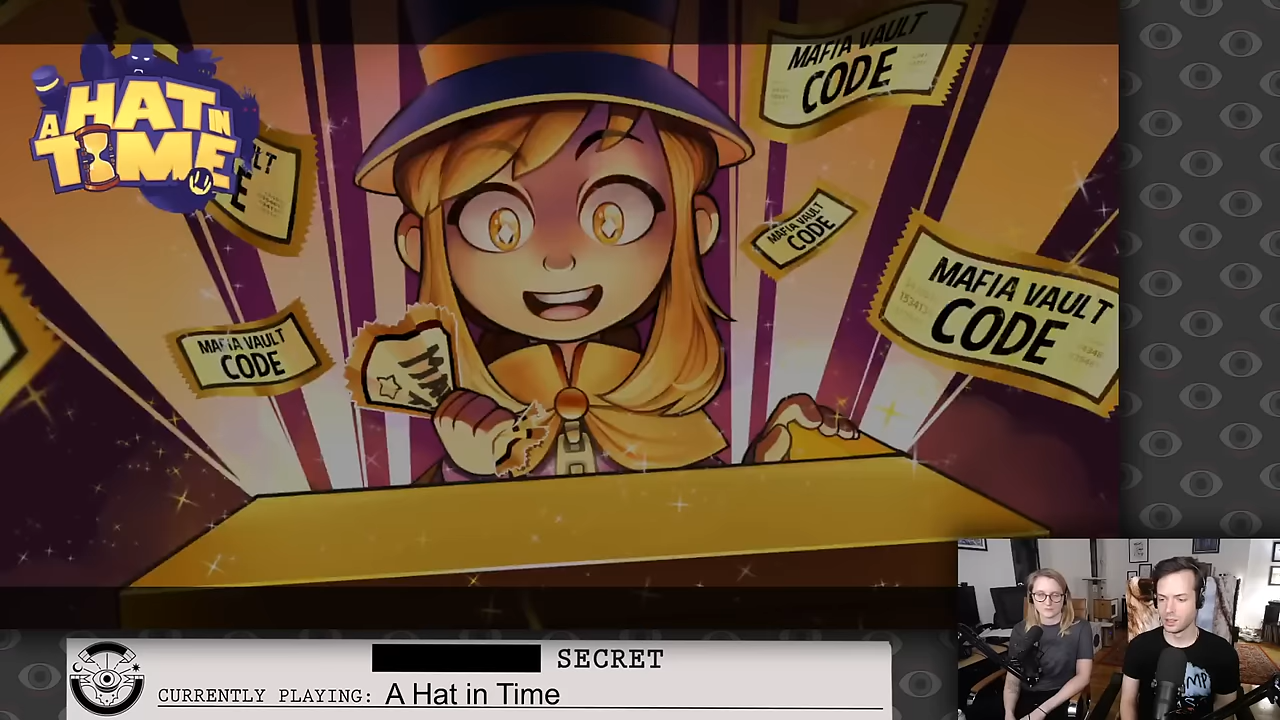 A HAT IN
TIME
MAFIA VAULT
CODE
MAFIA VAULT
CODE
MAFIA VAULT
CODE
MAFIA VAULT
CODE
SECRET
CURRENTLY PLAYING: A Hat in Time